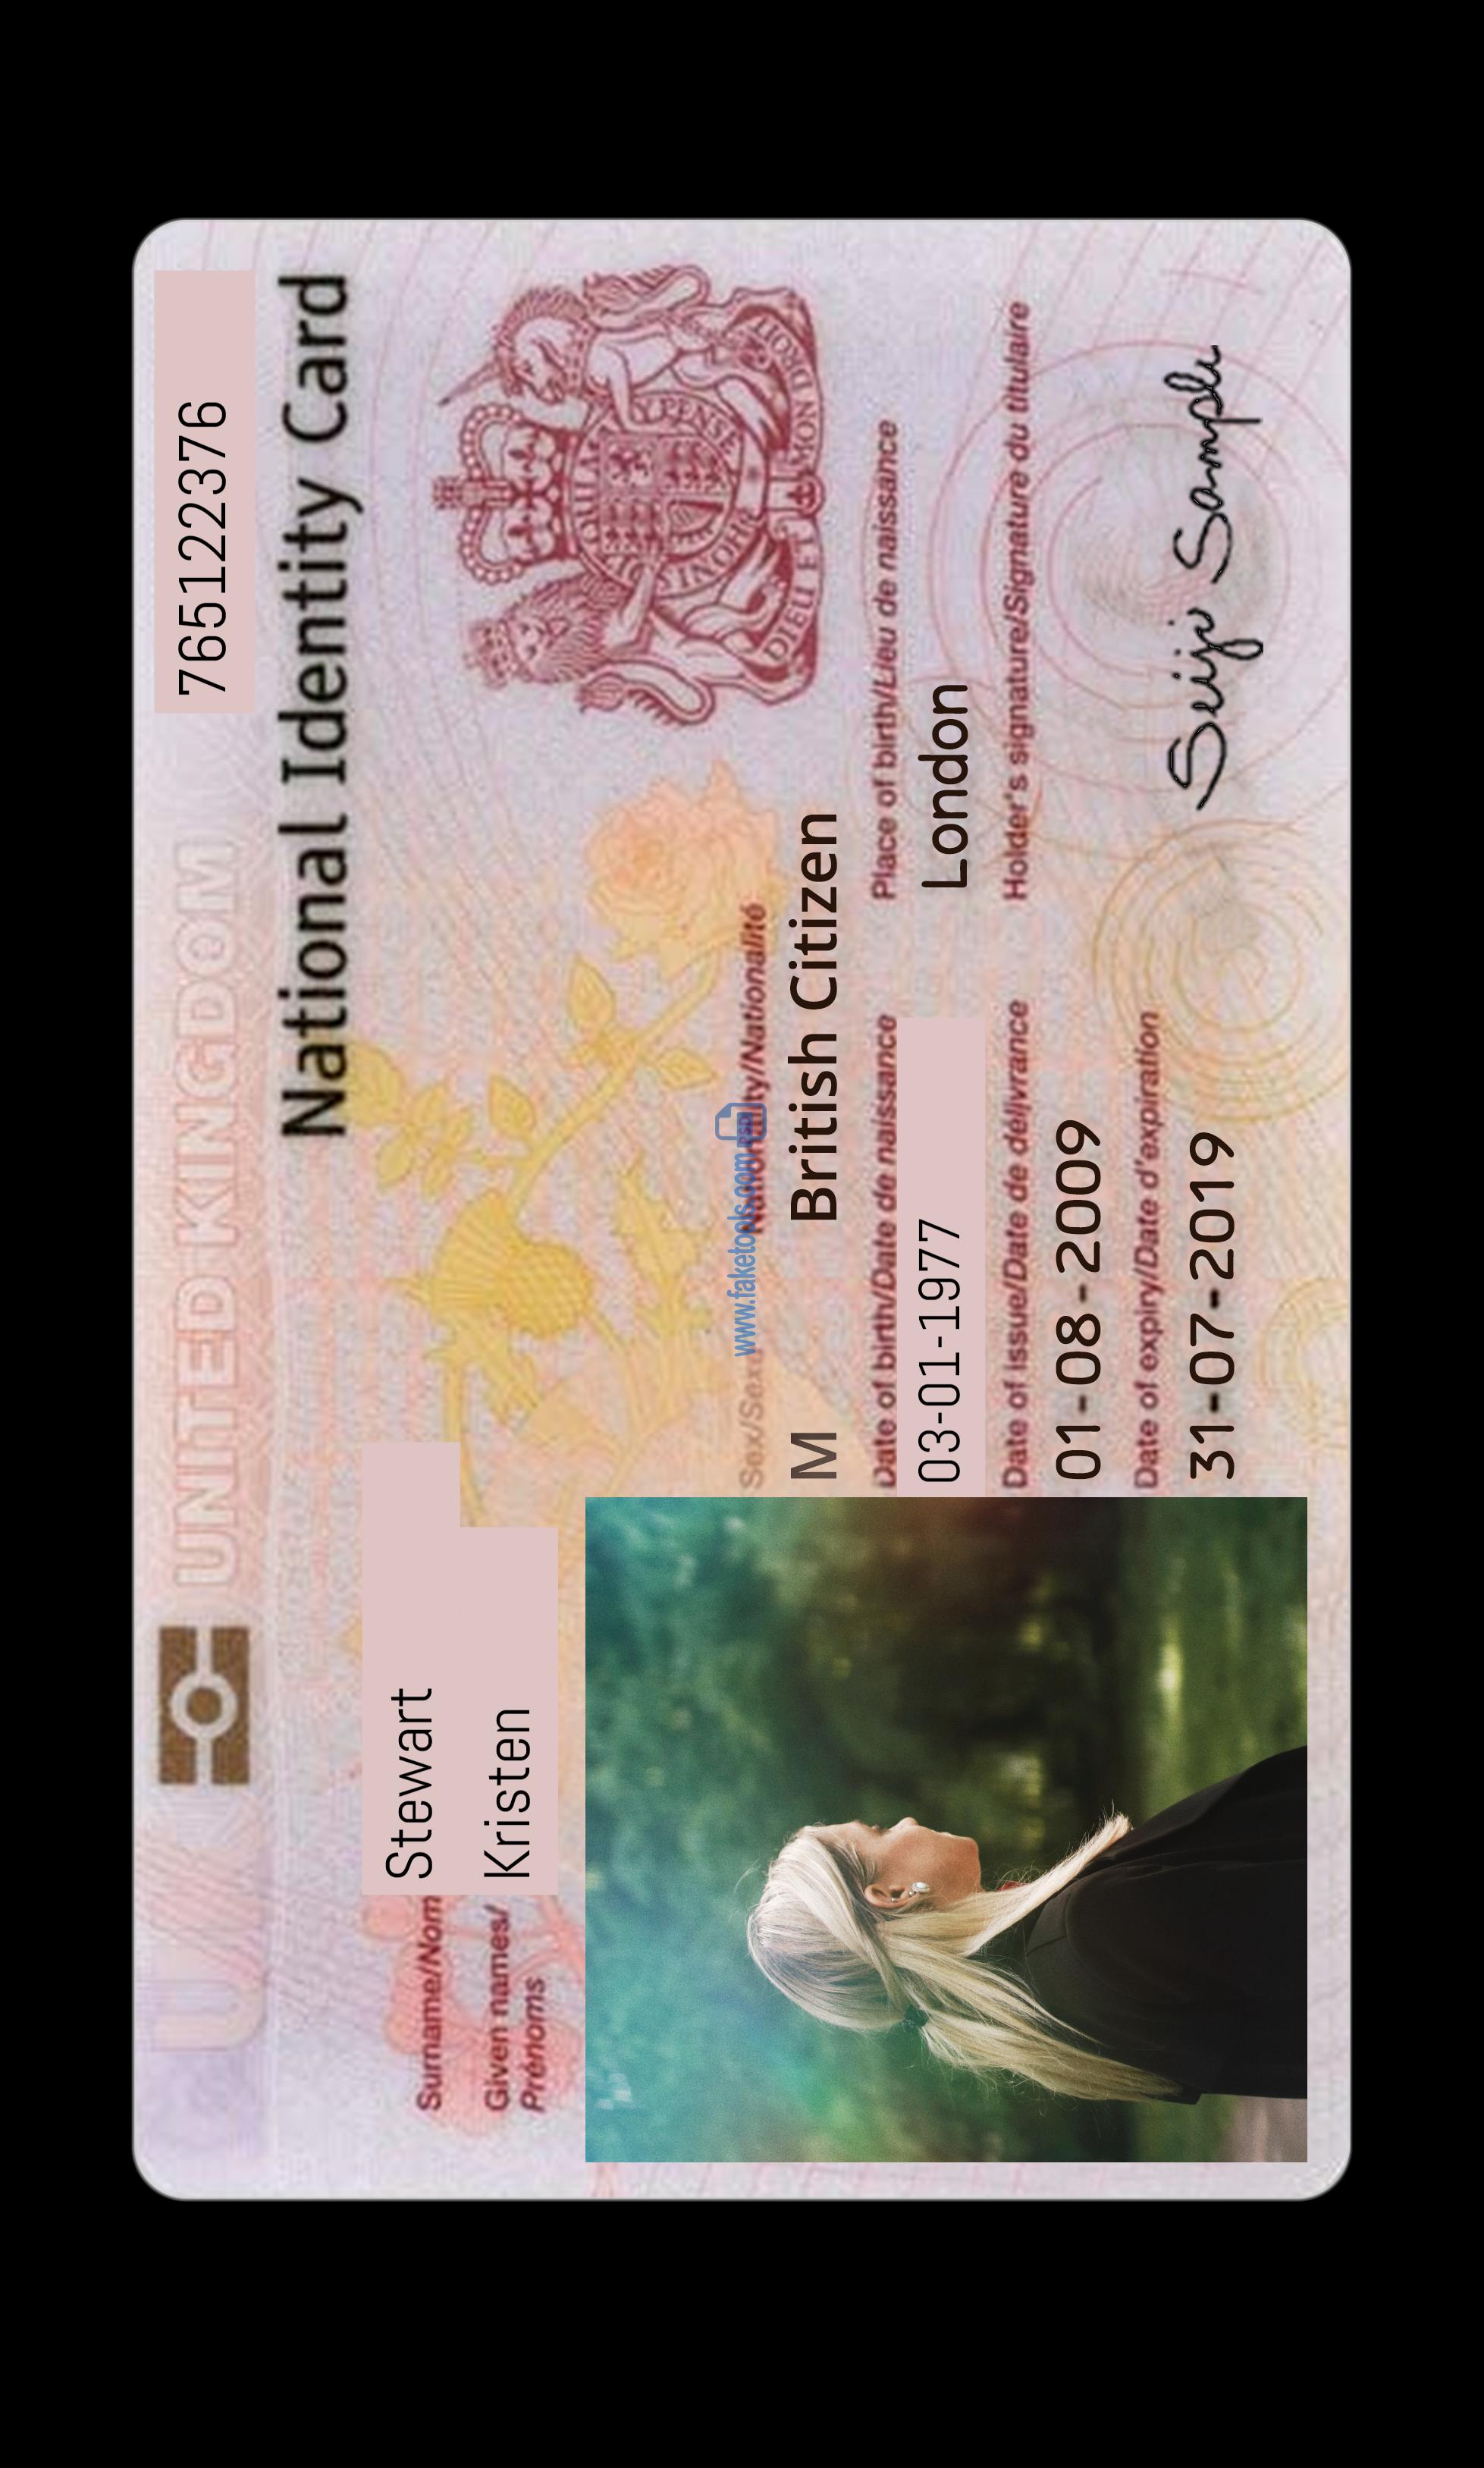 UK UNITED KINGDOM 765122376
National Identity Card
Surname/Nom Stewart
Given names/ Kristen
Prénoms
HONI QUI PENSE
DIEU ET MON DROIT
Sex/Sexe Nationality/Nationalité
www.faketools.com
M British Citizen
Date of birth/Date de naissance Place of birth/Lieu de naissance
03-01-1977 London
Date of issue/Date de délivrance Holder's signature/Signature du titulaire
01-08-2009
Date of expiry/Date d'expiration
31-07-2019 Seiji Sample